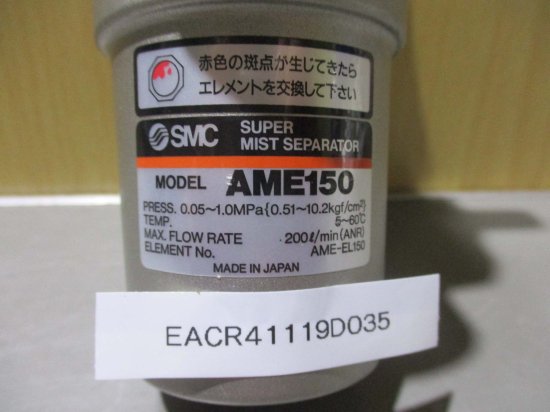 赤色の斑点が生じてきたら
エレメントを交換して下さい
SMC SUPER MIST SEPARATOR
MODEL AME150
PRESS. 0.05~1.0MPa{0.51~10.2kgf/cm²}
TEMP. 5~60℃
MAX. FLOW RATE 200ℓ/min(ANR)
ELEMENT No. AME-EL150
MADE IN JAPAN
EACR41119D035